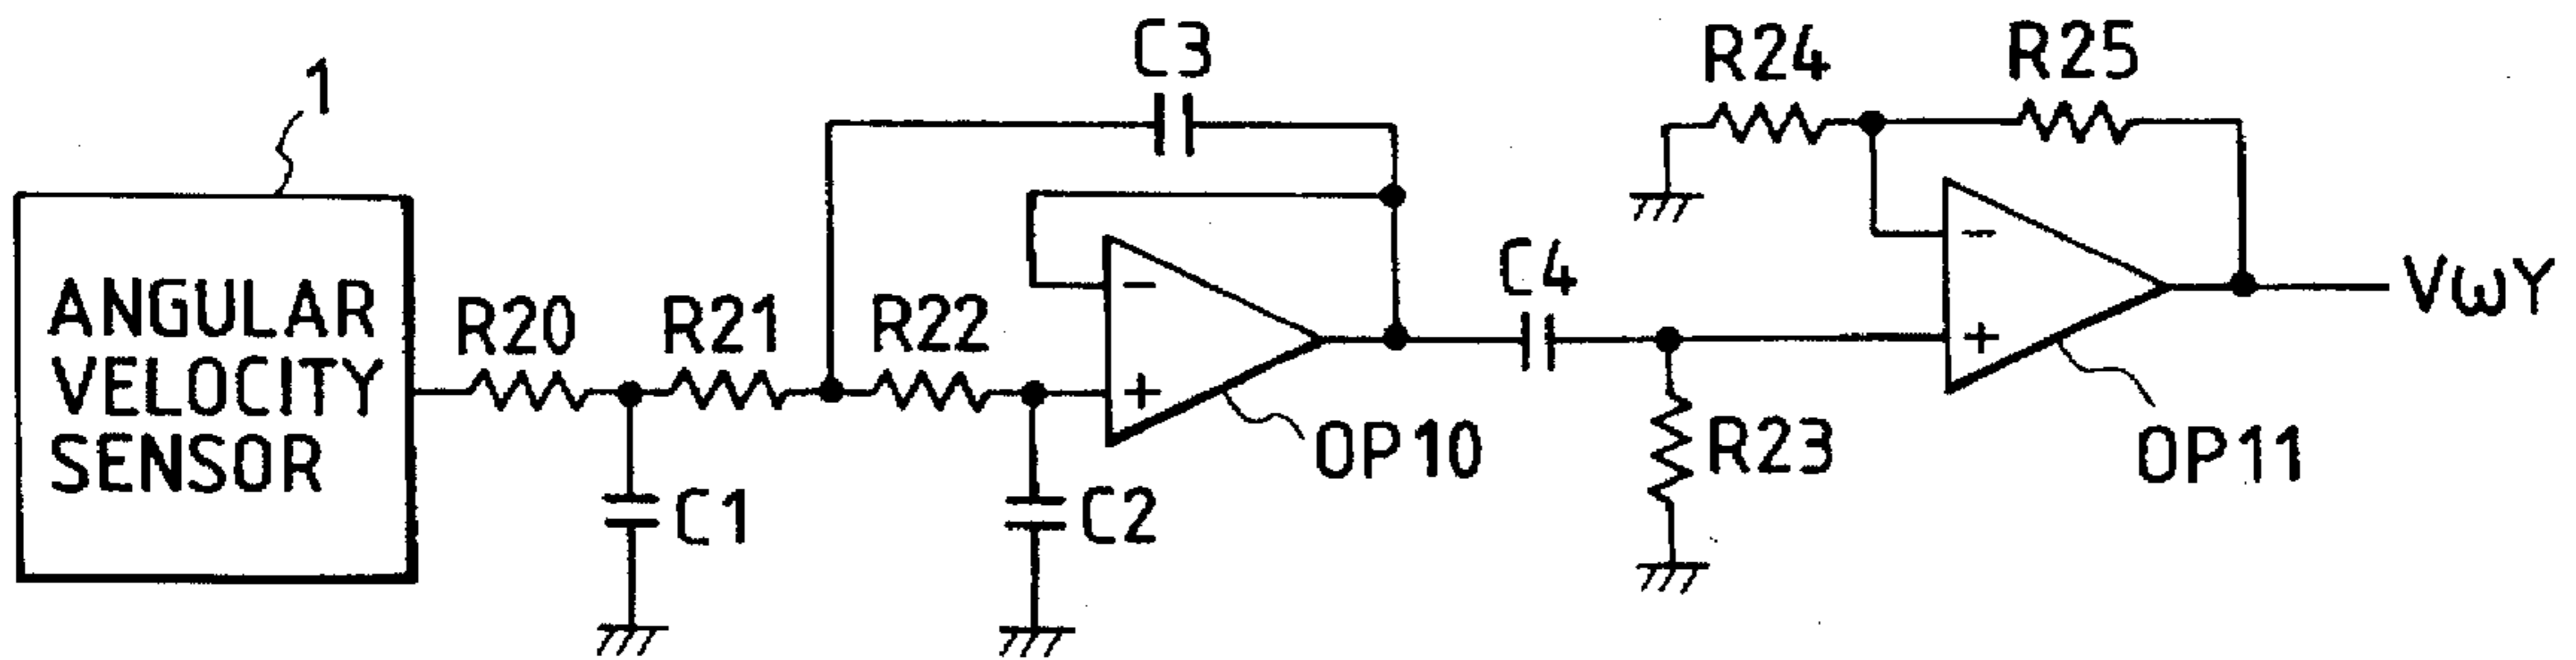 1
ANGULAR
VELOCITY
SENSOR
R20
R21
R22
C1
C2
C3
-
+
OP10
C4
R23
R24
R25
-
+
OP11
VωY